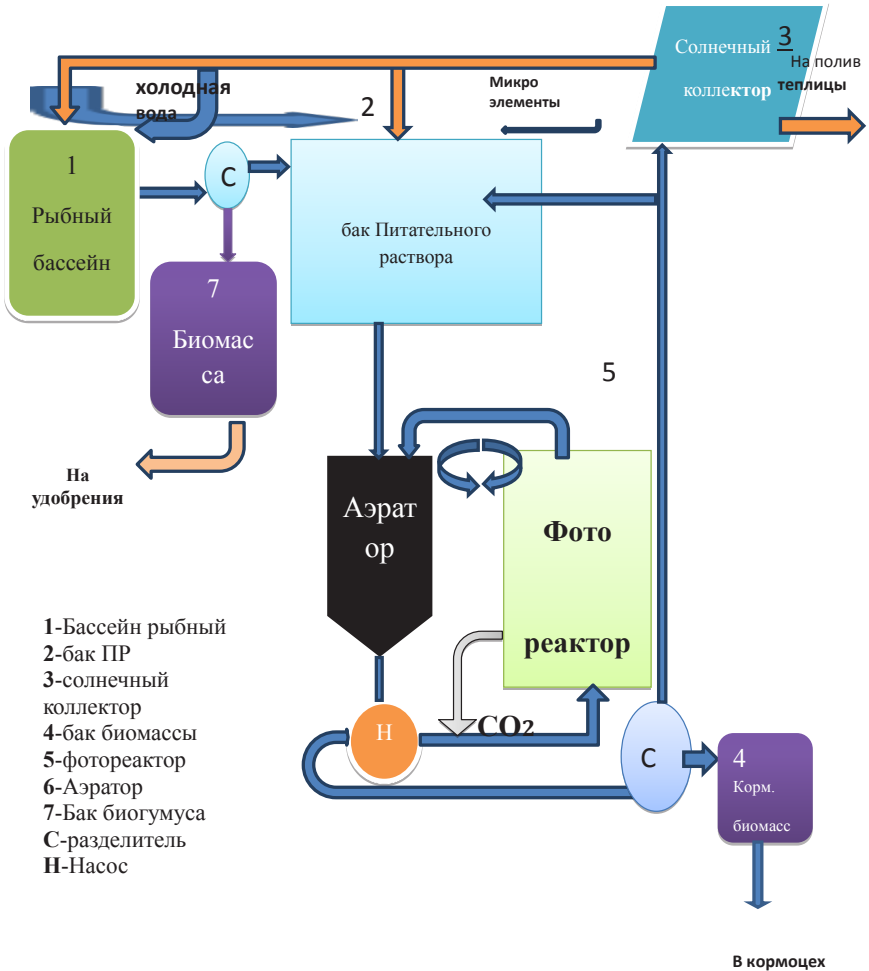 Солнечный 3
На полив
коллектор теплицы
холодная
вода
2
Микро
элементы
1
Рыбный
бассейн
С
бак Питательного
раствора
7
Биомас
са
5
На
удобрения
Аэрат
ор
Фото
реактор
1-Бассейн рыбный
2-бак ПР
3-солнечный
коллектор
4-бак биомассы
5-фотореактор
6-Аэратор
7-Бак биогумуса
С-разделитель
Н-Насос
Н
СО2
С
4
Корм.
биомасс
В кормоцех